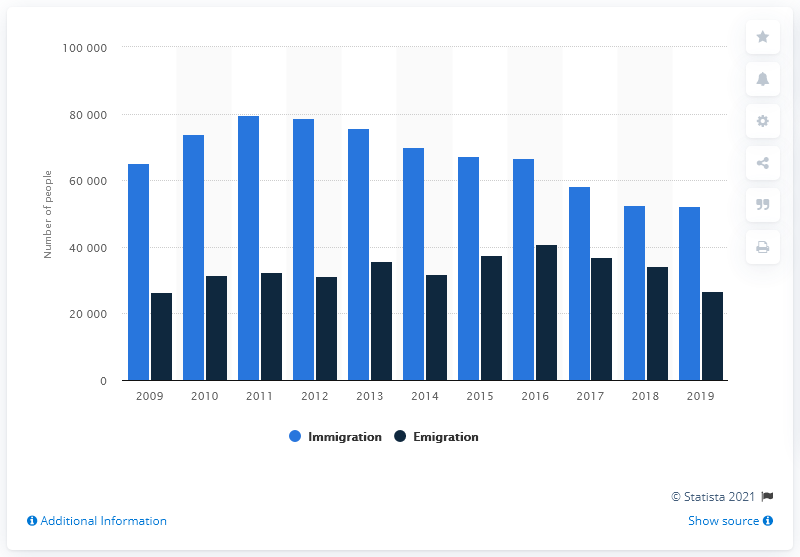 100 000
80 000
60 000
40 000
20 000
0
Number of people
2009 2010 2011 2012 2013 2014 2015 2016 2017 2018 2019
Immigration Emigration
© Statista 2021
Additional Information Show source